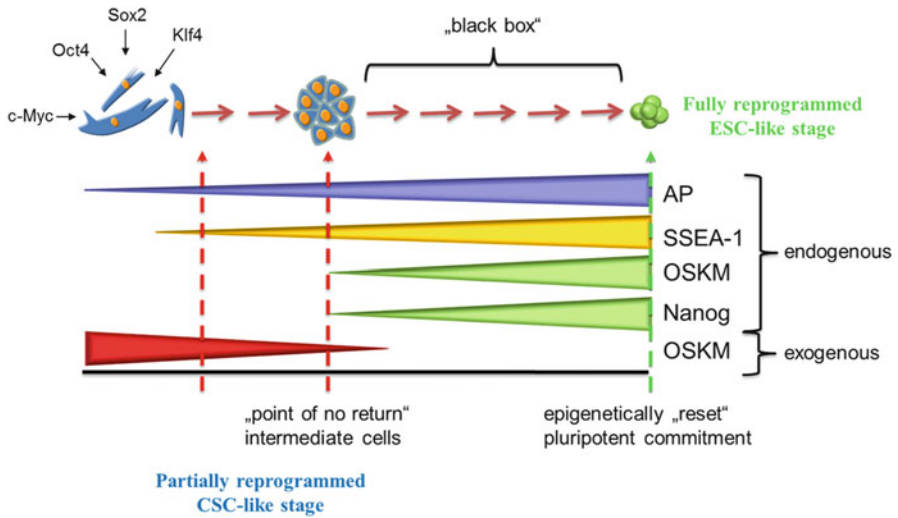 Sox2
Oct4
Klf4
c-Myc
„black box“
Fully reprogrammed
ESC-like stage
AP
SSEA-1
OSKM
Nanog
endogenous
OSKM
exogenous
„point of no return“
intermediate cells
epigenetically „reset“
pluripotent commitment
Partially reprogrammed
CSC-like stage